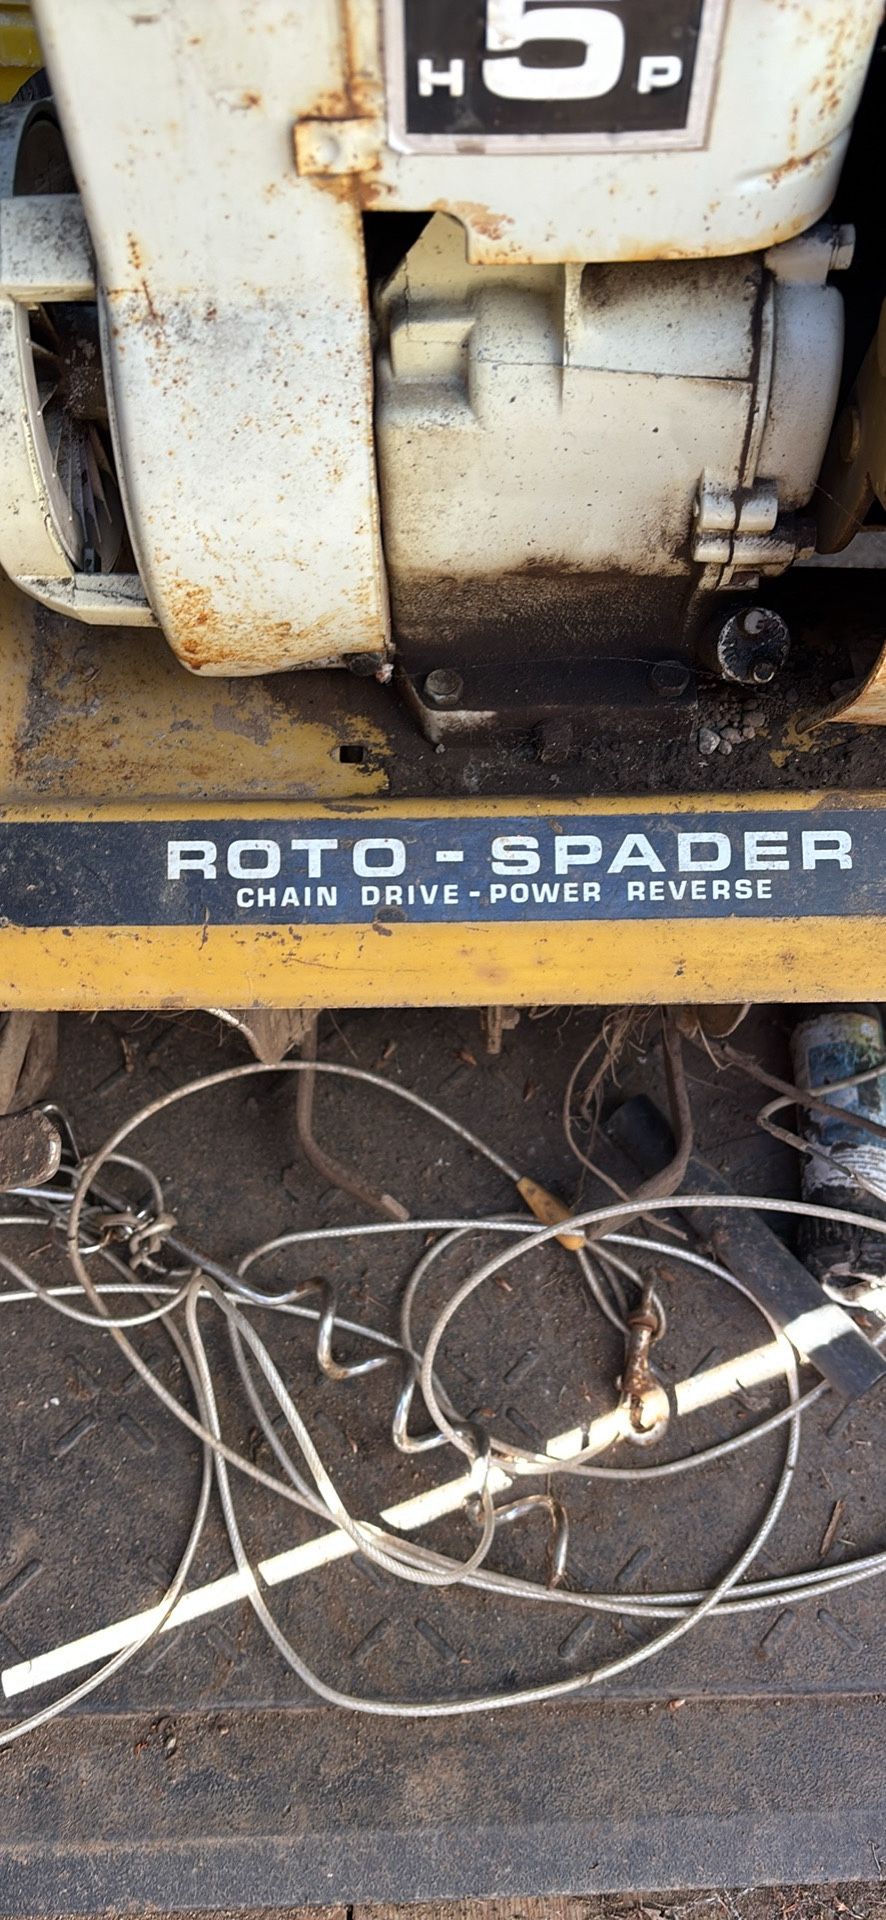 H 5 P
ROTO - SPADER
CHAIN DRIVE - POWER REVERSE